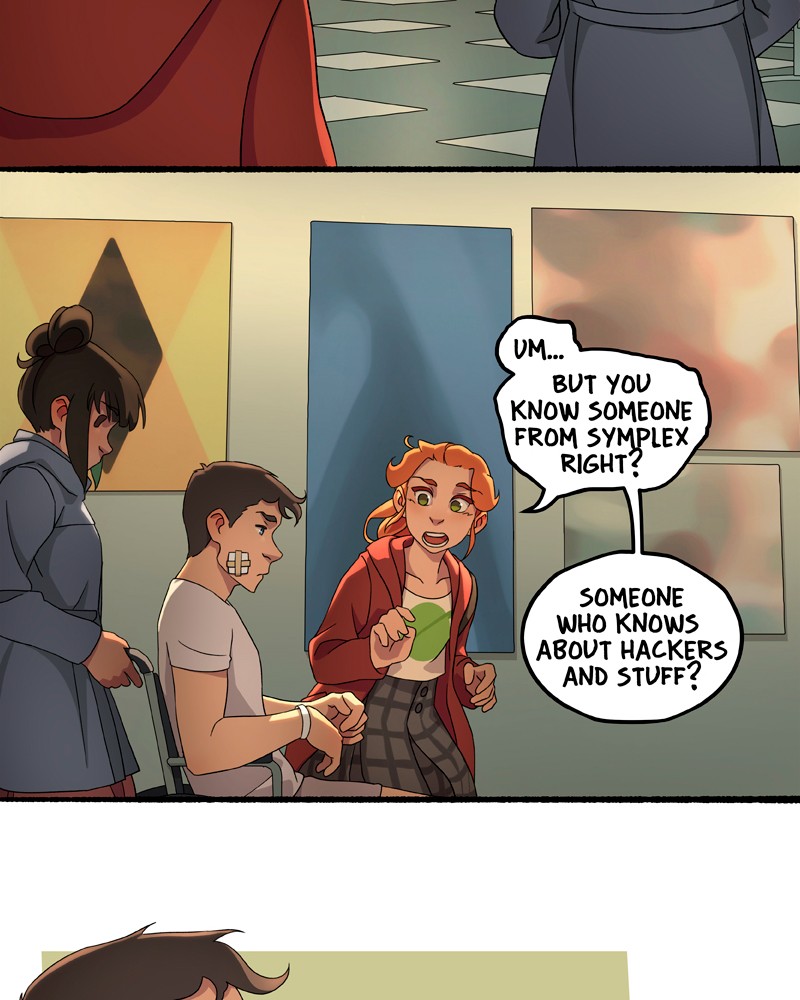 UM...
BUT YOU
KNOW SOMEONE
FROM SYMPLEX
RIGHT?
SOMEONE
WHO KNOWS
ABOUT HACKERS
AND STUFF?